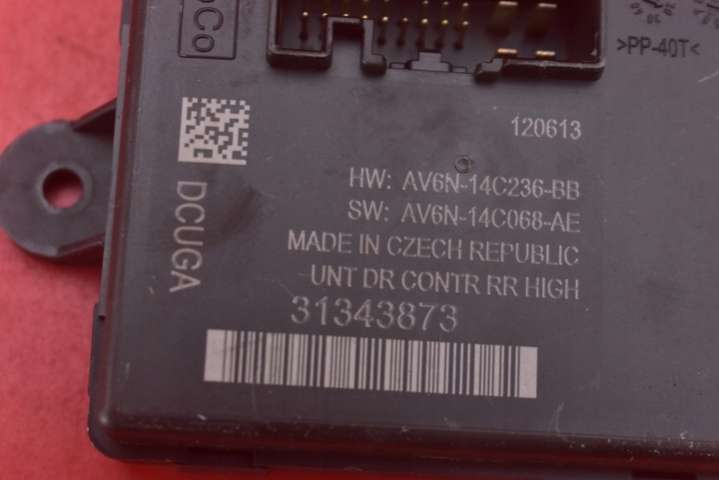 oCo
>PP-40T<
120613
HW: AV6N-14C236-BB
SW: AV6N-14C068-AE
MADE IN CZECH REPUBLIC
UNT DR CONTR RR HIGH
31343873
DCUGA